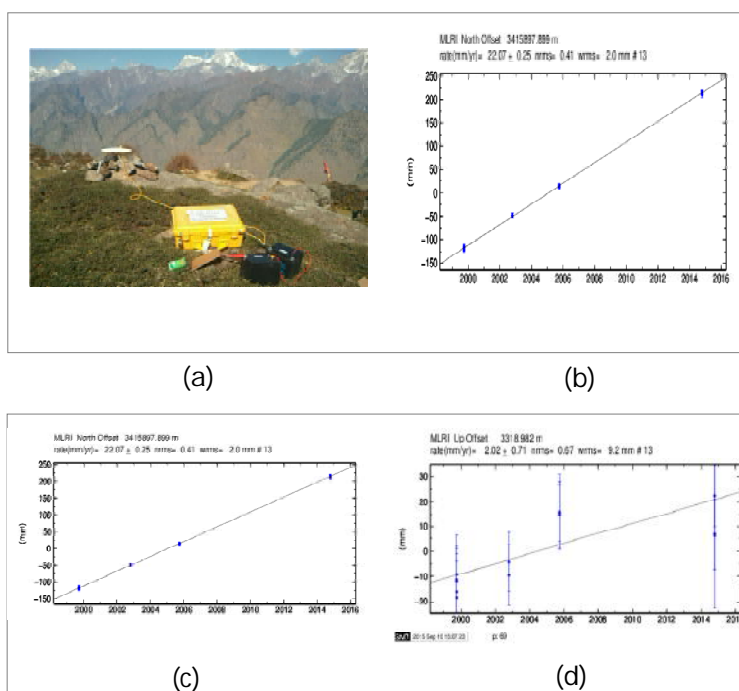 MLRI North Offset 3415897.899 m
rate(mm/yr)= 22.07 ± 0.25 nrms= 0.41 wrms= 2.0 mm # 13
250
200
150
100
50
0
-50
-100
-150
(mm)
2000 2002 2004 2006 2008 2010 2012 2014 2016
(a)
(b)
MLRI North Offset 3415897.899 m
rate(mm/yr)= 22.07 ± 0.25 nrms= 0.41 wrms= 2.0 mm # 13
250
200
150
100
50
0
-50
-100
-150
(mm)
2000 2002 2004 2006 2008 2010 2012 2014 2016
MLRI Up Offset 3318.982 m
rate(mm/yr)= 2.02 ± 0.71 nrms= 0.67 wrms= 9.2 mm # 13
30
20
10
0
-10
-20
(mm)
2000 2002 2004 2006 2008 2010 2012 2014
2015 Sep 10
(c)
(d)